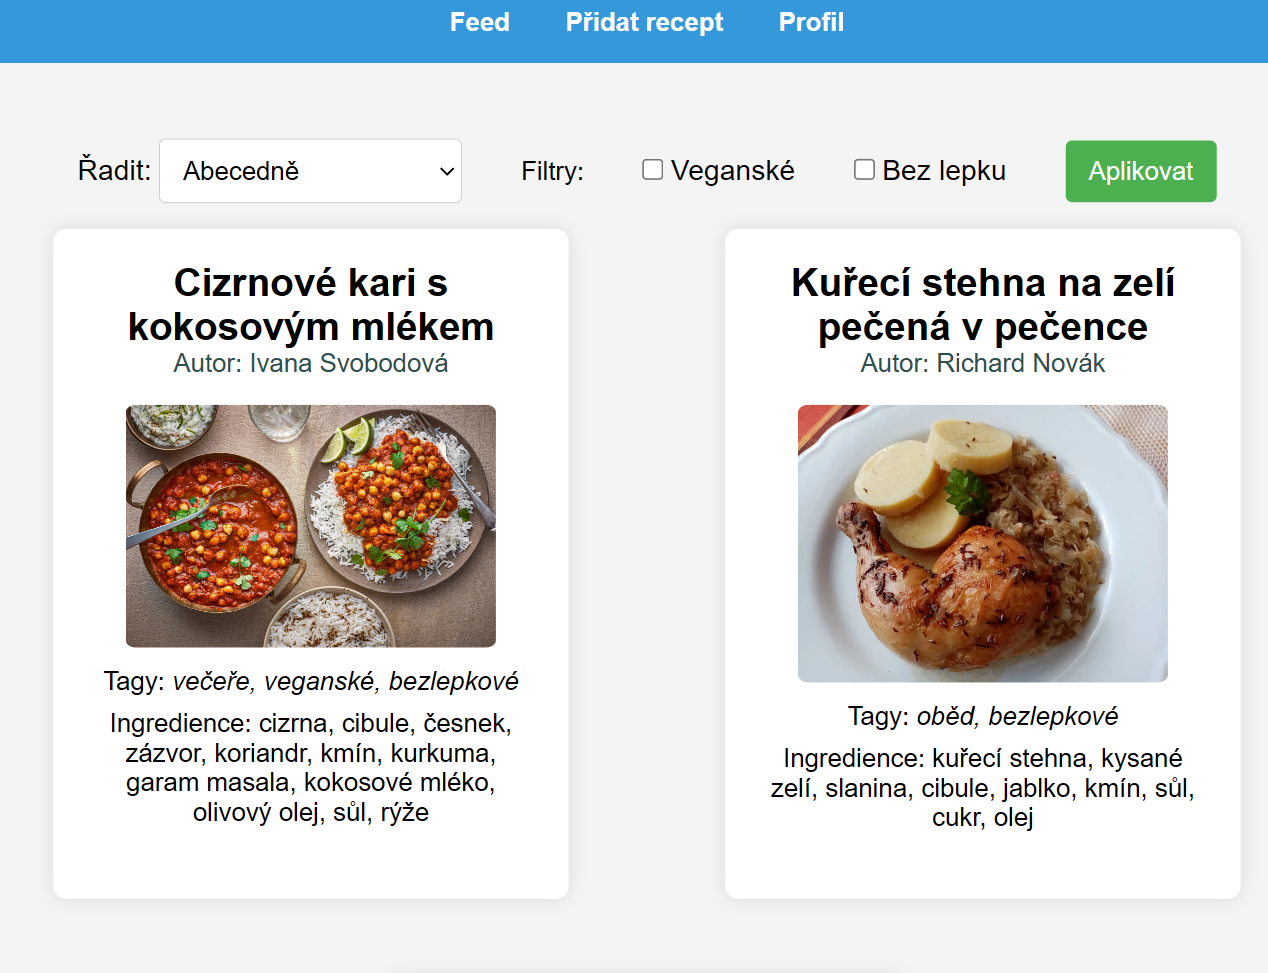 Feed Přidat recept Profil
Řadit: Abecedně Filtry: Veganské Bez lepku Aplikovat
Cizrnové kari s
kokosovým mlékem
Autor: Ivana Svobodová
Tagy: večeře, veganské, bezlepkové
Ingredience: cizrna, cibule, česnek,
zázvor, koriandr, kmín, kurkuma,
garam masala, kokosové mléko,
olivový olej, sůl, rýže
Kuřecí stehna na zelí
pečená v pečence
Autor: Richard Novák
Tagy: oběd, bezlepkové
Ingredience: kuřecí stehna, kysané
zelí, slanina, cibule, jablko, kmín, sůl,
cukr, olej